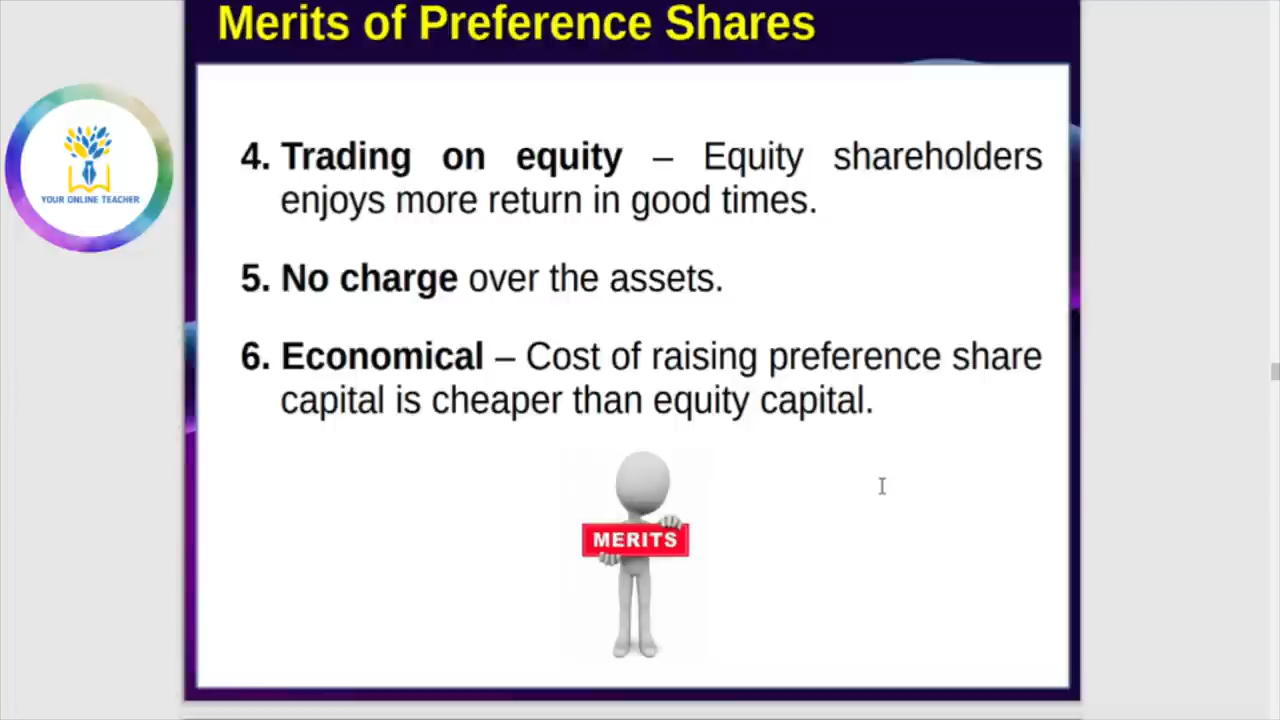 Merits of Preference Shares
YOUR ONLINE TEACHER
4. Trading on equity – Equity shareholders
enjoys more return in good times.
5. No charge over the assets.
6. Economical – Cost of raising preference share
capital is cheaper than equity capital.
MERITS